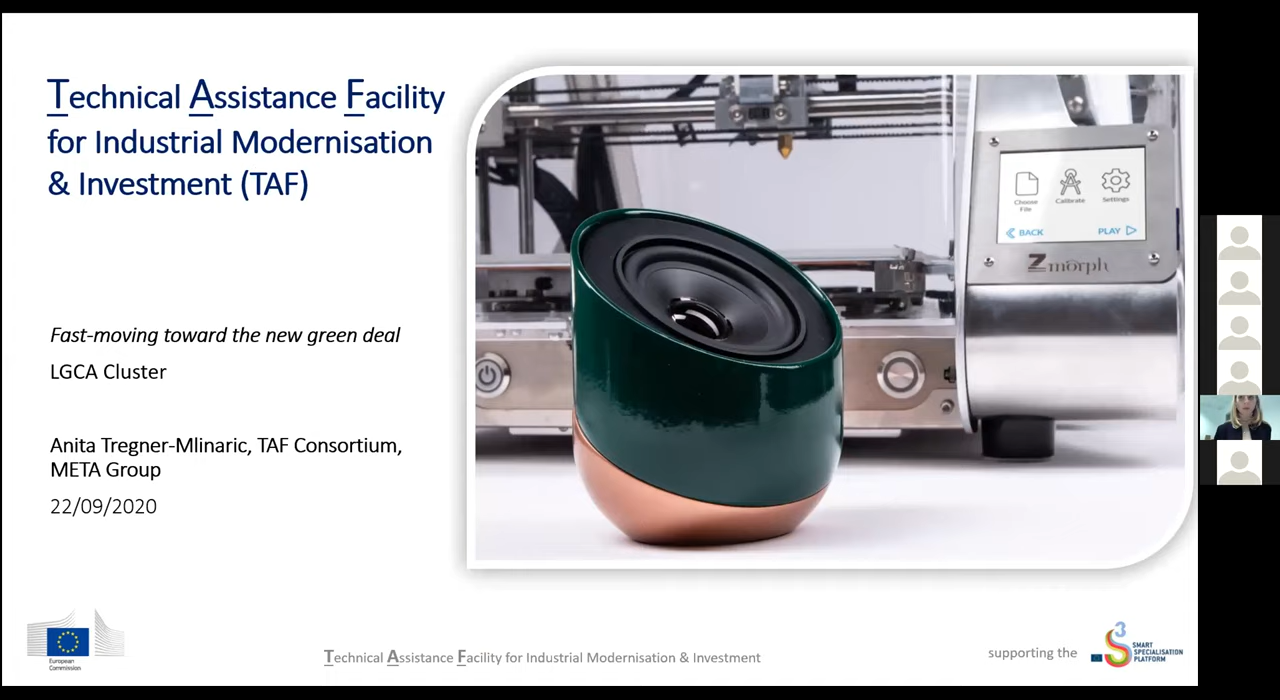 Technical Assistance Facility
for Industrial Modernisation
& Investment (TAF)
Fast-moving toward the new green deal
LGCA Cluster
Anita Tregner-Mlinaric, TAF Consortium,
META Group
22/09/2020
Choose
File
Calibrate
Settings
BACK
PLAY
Zmorph
European
Commission
Technical Assistance Facility for Industrial Modernisation & Investment
supporting the
S3
SMART
SPECIALISATION
PLATFORM